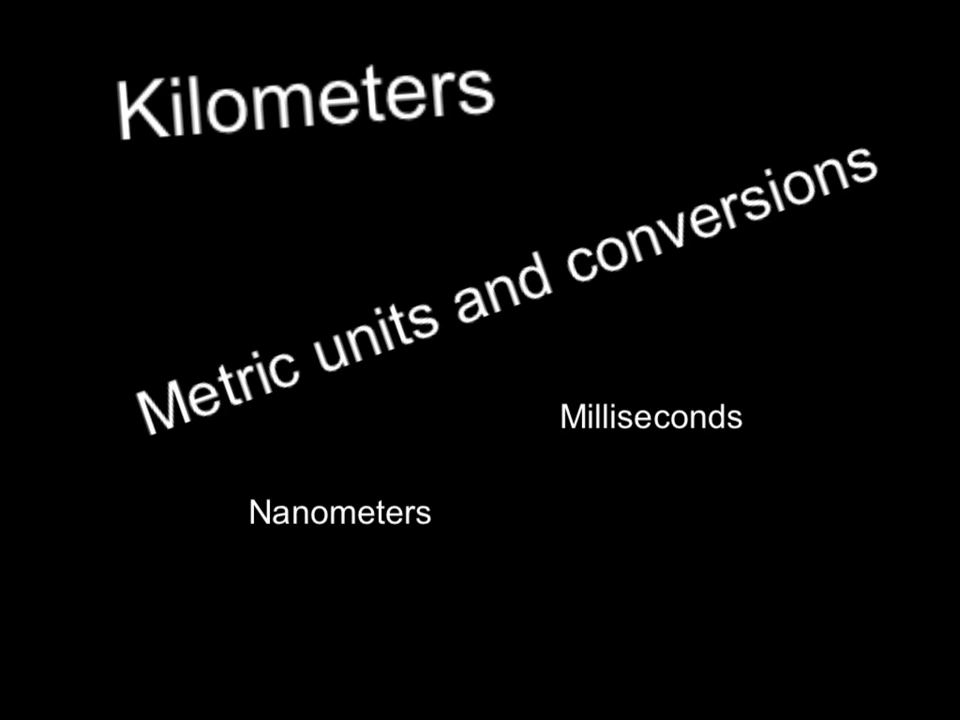 Kilometers
Metric units and conversions
Milliseconds
Nanometers